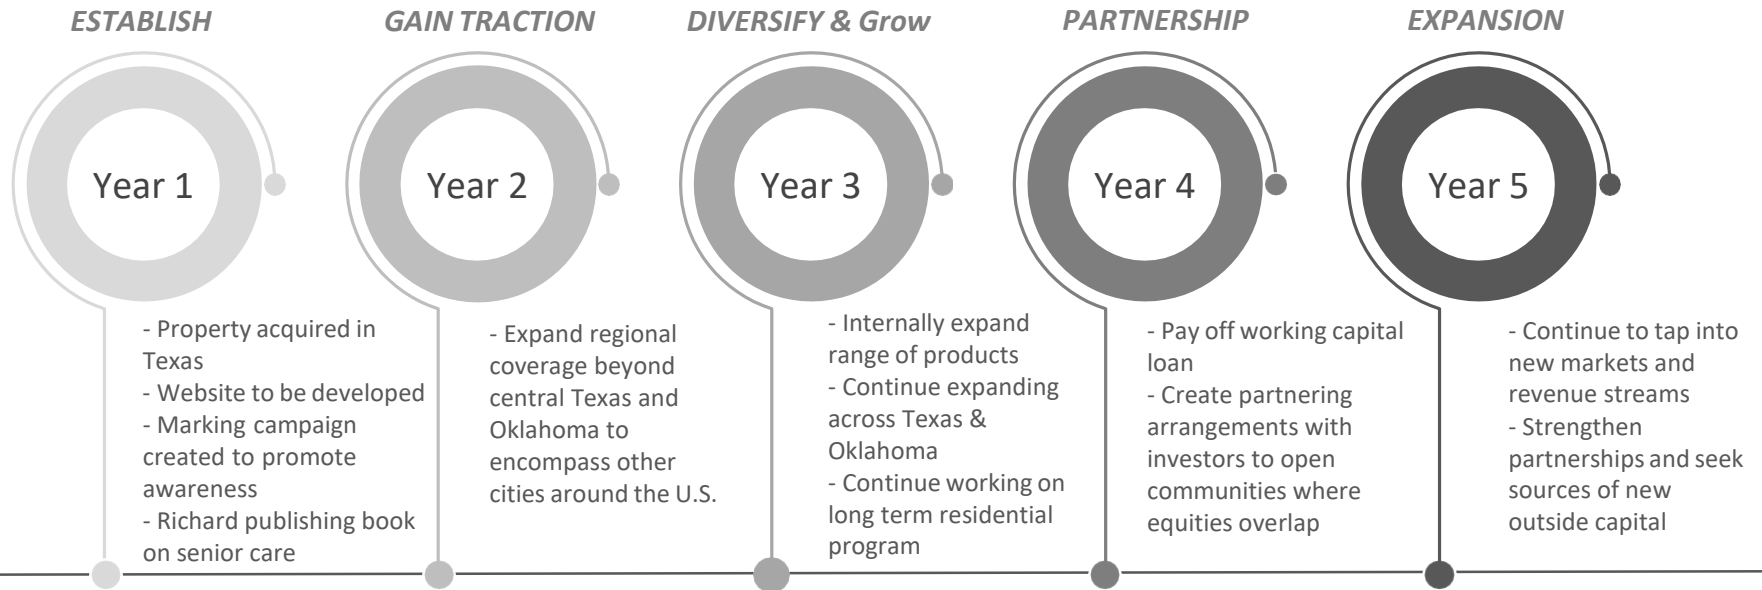 ESTABLISH
GAIN TRACTION
DIVERSIFY & Grow
PARTNERSHIP
EXPANSION
Year 1
Year 2
Year 3
Year 4
Year 5
- Property acquired in
Texas
- Website to be developed
- Marking campaign
created to promote
awareness
- Richard publishing book
on senior care
- Expand regional
coverage beyond
central Texas and
Oklahoma to
encompass other
cities around the U.S.
- Internally expand
range of products
- Continue expanding
across Texas &
Oklahoma
- Continue working on
long term residential
program
- Pay off working capital
loan
- Create partnering
arrangements with
investors to open
communities where
equities overlap
- Continue to tap into
new markets and
revenue streams
- Strengthen
partnerships and seek
sources of new
outside capital